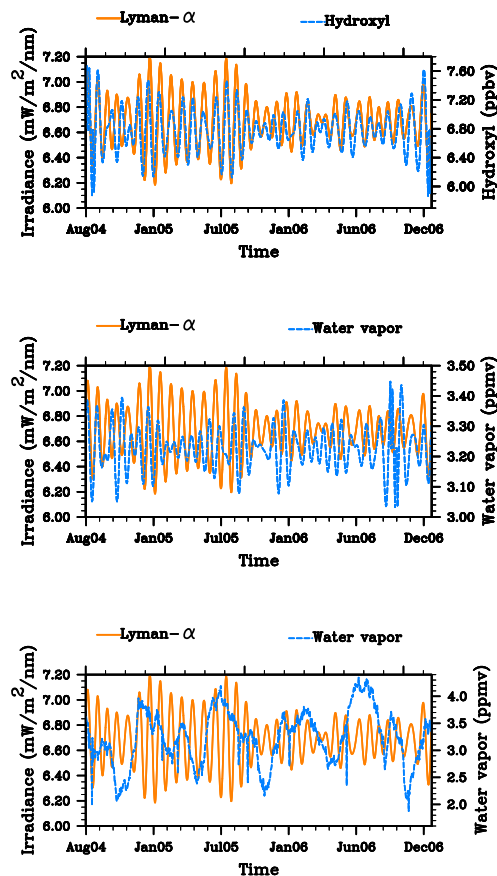 Lyman-α Hydroxyl
7.20
7.00
6.80
6.60
6.40
6.20
6.00
Irradiance (mW/m²/nm)
7.60
7.20
6.80
6.40
6.00
Hydroxyl (ppbv)
Aug04 Jan05 Jul05 Jan06 Jun06 Dec06
Time
Lyman-α Water vapor
7.20
7.00
6.80
6.60
6.40
6.20
6.00
Irradiance (mW/m²/nm)
3.50
3.40
3.30
3.20
3.10
3.00
Water vapor (ppmv)
Aug04 Jan05 Jul05 Jan06 Jun06 Dec06
Time
Lyman-α Water vapor
7.20
7.00
6.80
6.60
6.40
6.20
6.00
Irradiance (mW/m²/nm)
4.0
3.5
3.0
2.5
2.0
Water vapor (ppmv)
Aug04 Jan05 Jul05 Jan06 Jun06 Dec06
Time